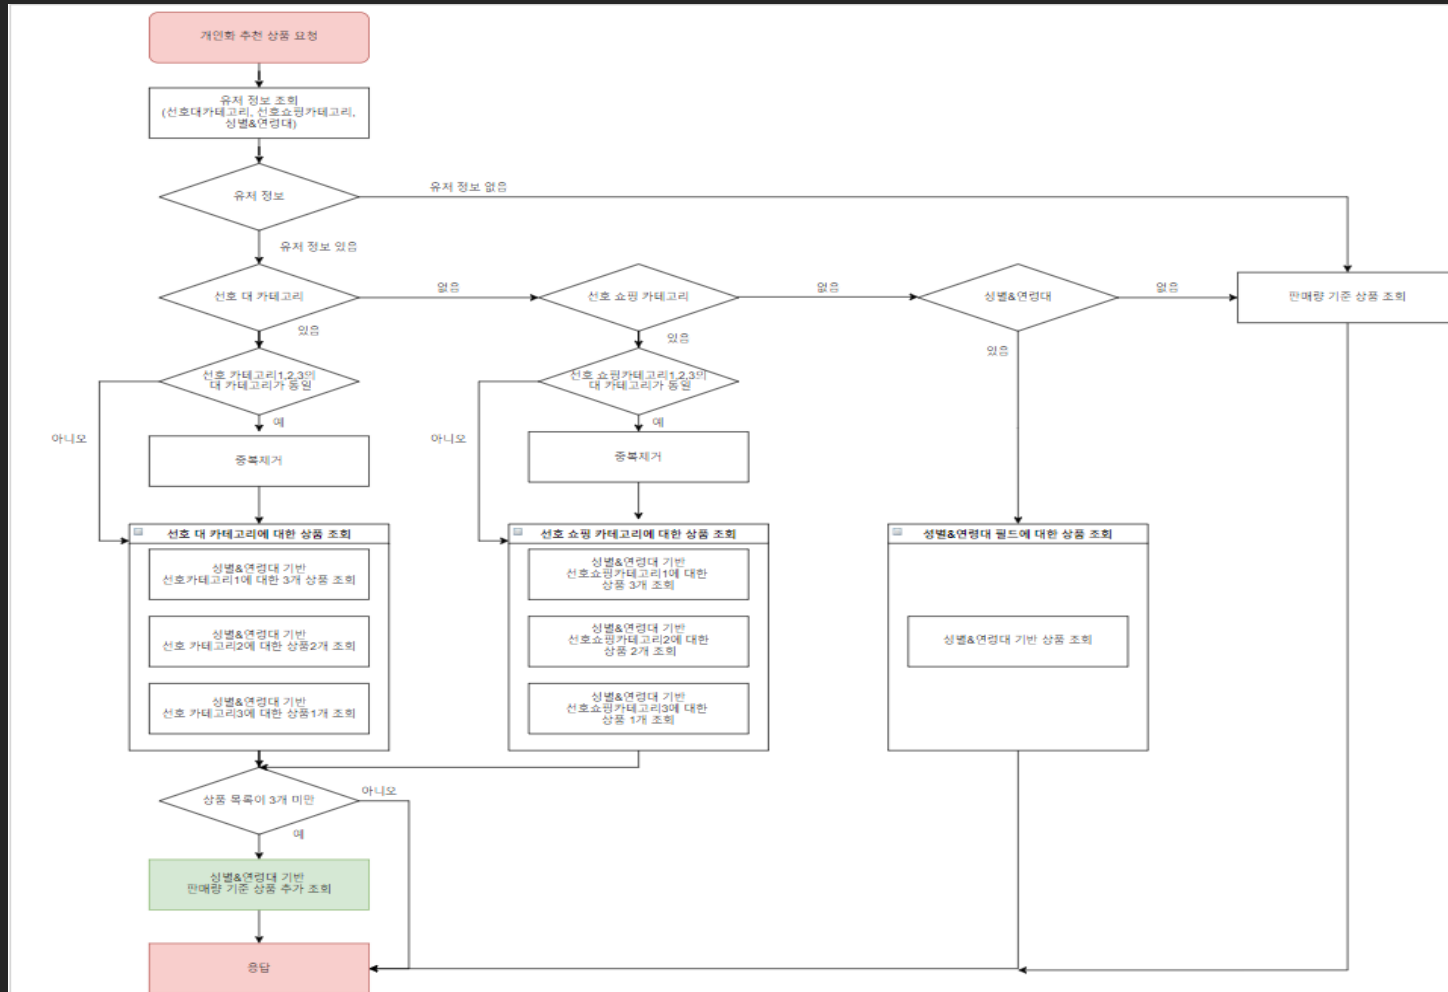 개인화 추천 상품 요청
유저 정보 조회
(선호대카테고리, 선호쇼핑카테고리,
성별&연령대)
유저 정보
유저 정보 없음
유저 정보 있음
선호 대 카테고리
없음
선호 쇼핑 카테고리
없음
성별&연령대
없음
판매량 기준 상품 조회
있음
있음
있음
선호 카테고리1,2,3의
대 카테고리가 동일
선호 쇼핑카테고리1,2,3의
대 카테고리가 동일
예
예
아니오
아니오
중복제거
중복제거
선호 대 카테고리에 대한 상품 조회
성별&연령대 기반
선호카테고리1에 대한 3개 상품 조회
성별&연령대 기반
선호 카테고리2에 대한 상품2개 조회
성별&연령대 기반
선호 카테고리3에 대한 상품1개 조회
선호 쇼핑 카테고리에 대한 상품 조회
성별&연령대 기반
선호쇼핑카테고리1에 대한
상품 3개 조회
성별&연령대 기반
선호쇼핑카테고리2에 대한
상품 2개 조회
성별&연령대 기반
선호쇼핑카테고리3에 대한
상품 1개 조회
성별&연령대 필드에 대한 상품 조회
성별&연령대 기반 상품 조회
상품 목록이 3개 미만
아니오
예
성별&연령대 기반
판매량 기준 상품 추가 조회
응답